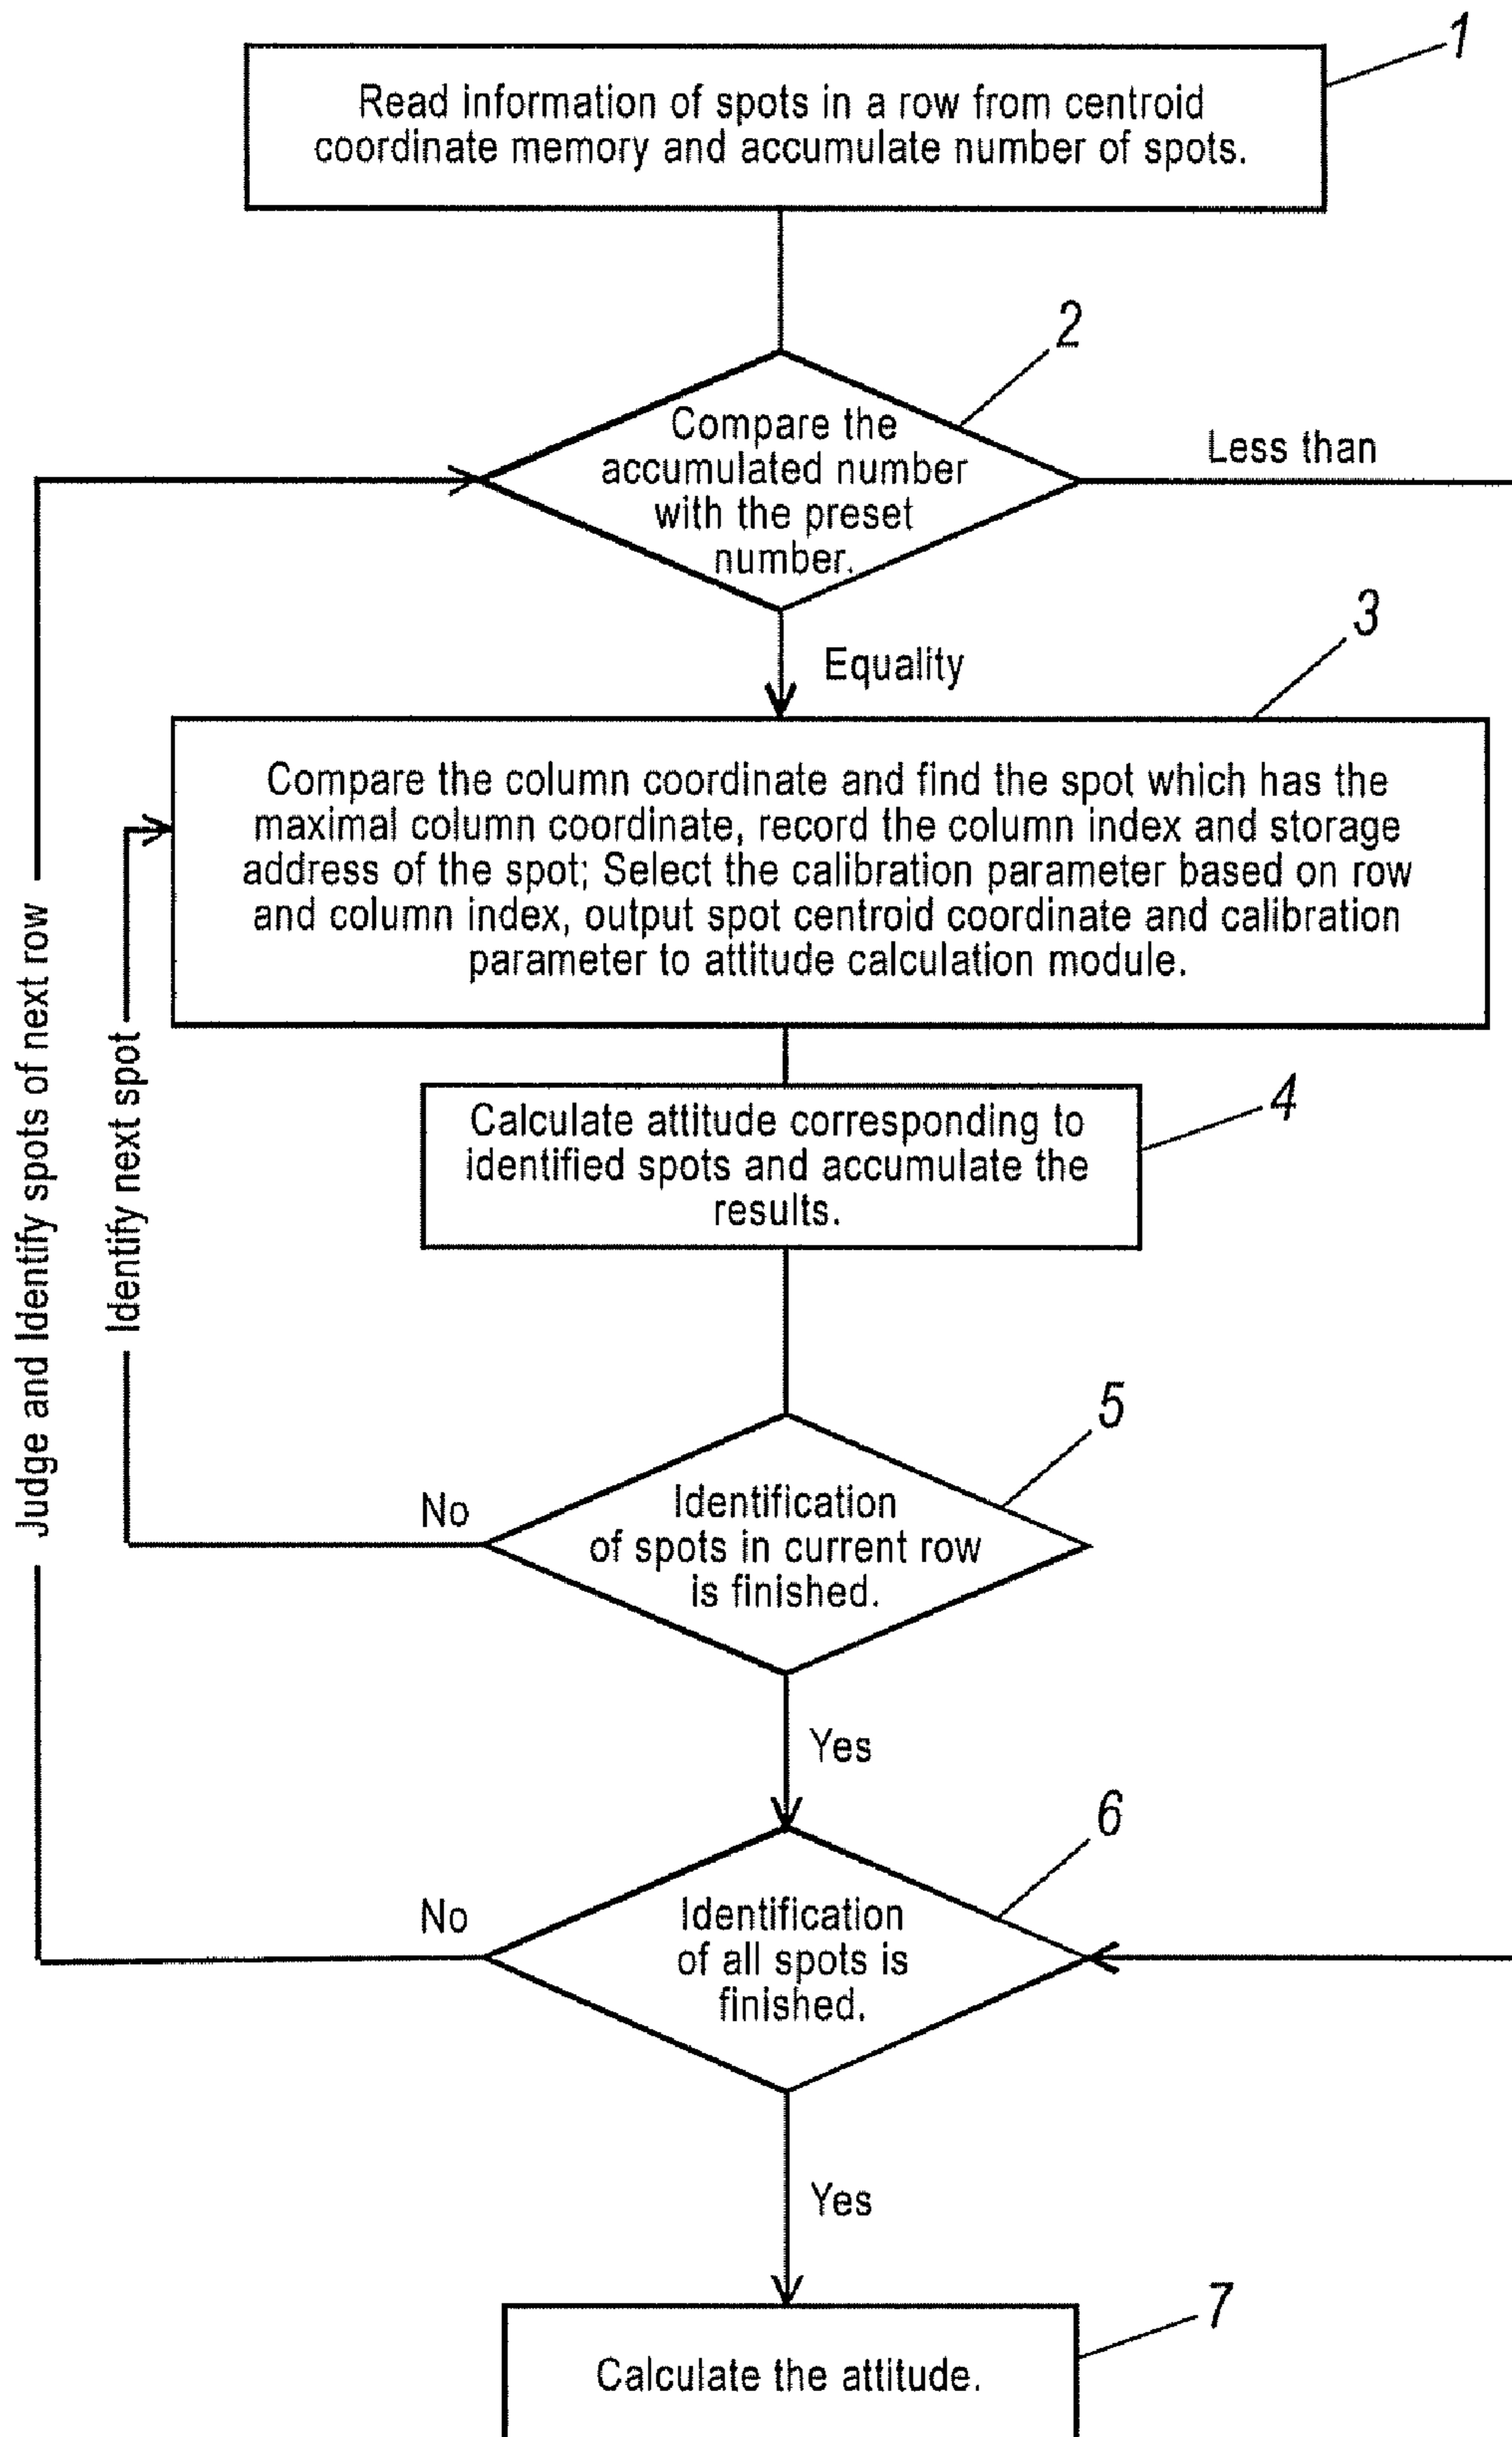 1
Read information of spots in a row from centroid
coordinate memory and accumulate number of spots.
2
Compare the
accumulated number
with the preset
number.
Less than
Equality
3
Compare the column coordinate and find the spot which has the
maximal column coordinate, record the column index and storage
address of the spot; Select the calibration parameter based on row
and column index, output spot centroid coordinate and calibration
parameter to attitude calculation module.
Judge and Identify spots of next row
Identify next spot
4
Calculate attitude corresponding to
identified spots and accumulate the
results.
5
No
Identification
of spots in current row
is finished.
Yes
6
No
Identification
of all spots is
finished.
Yes
7
Calculate the attitude.